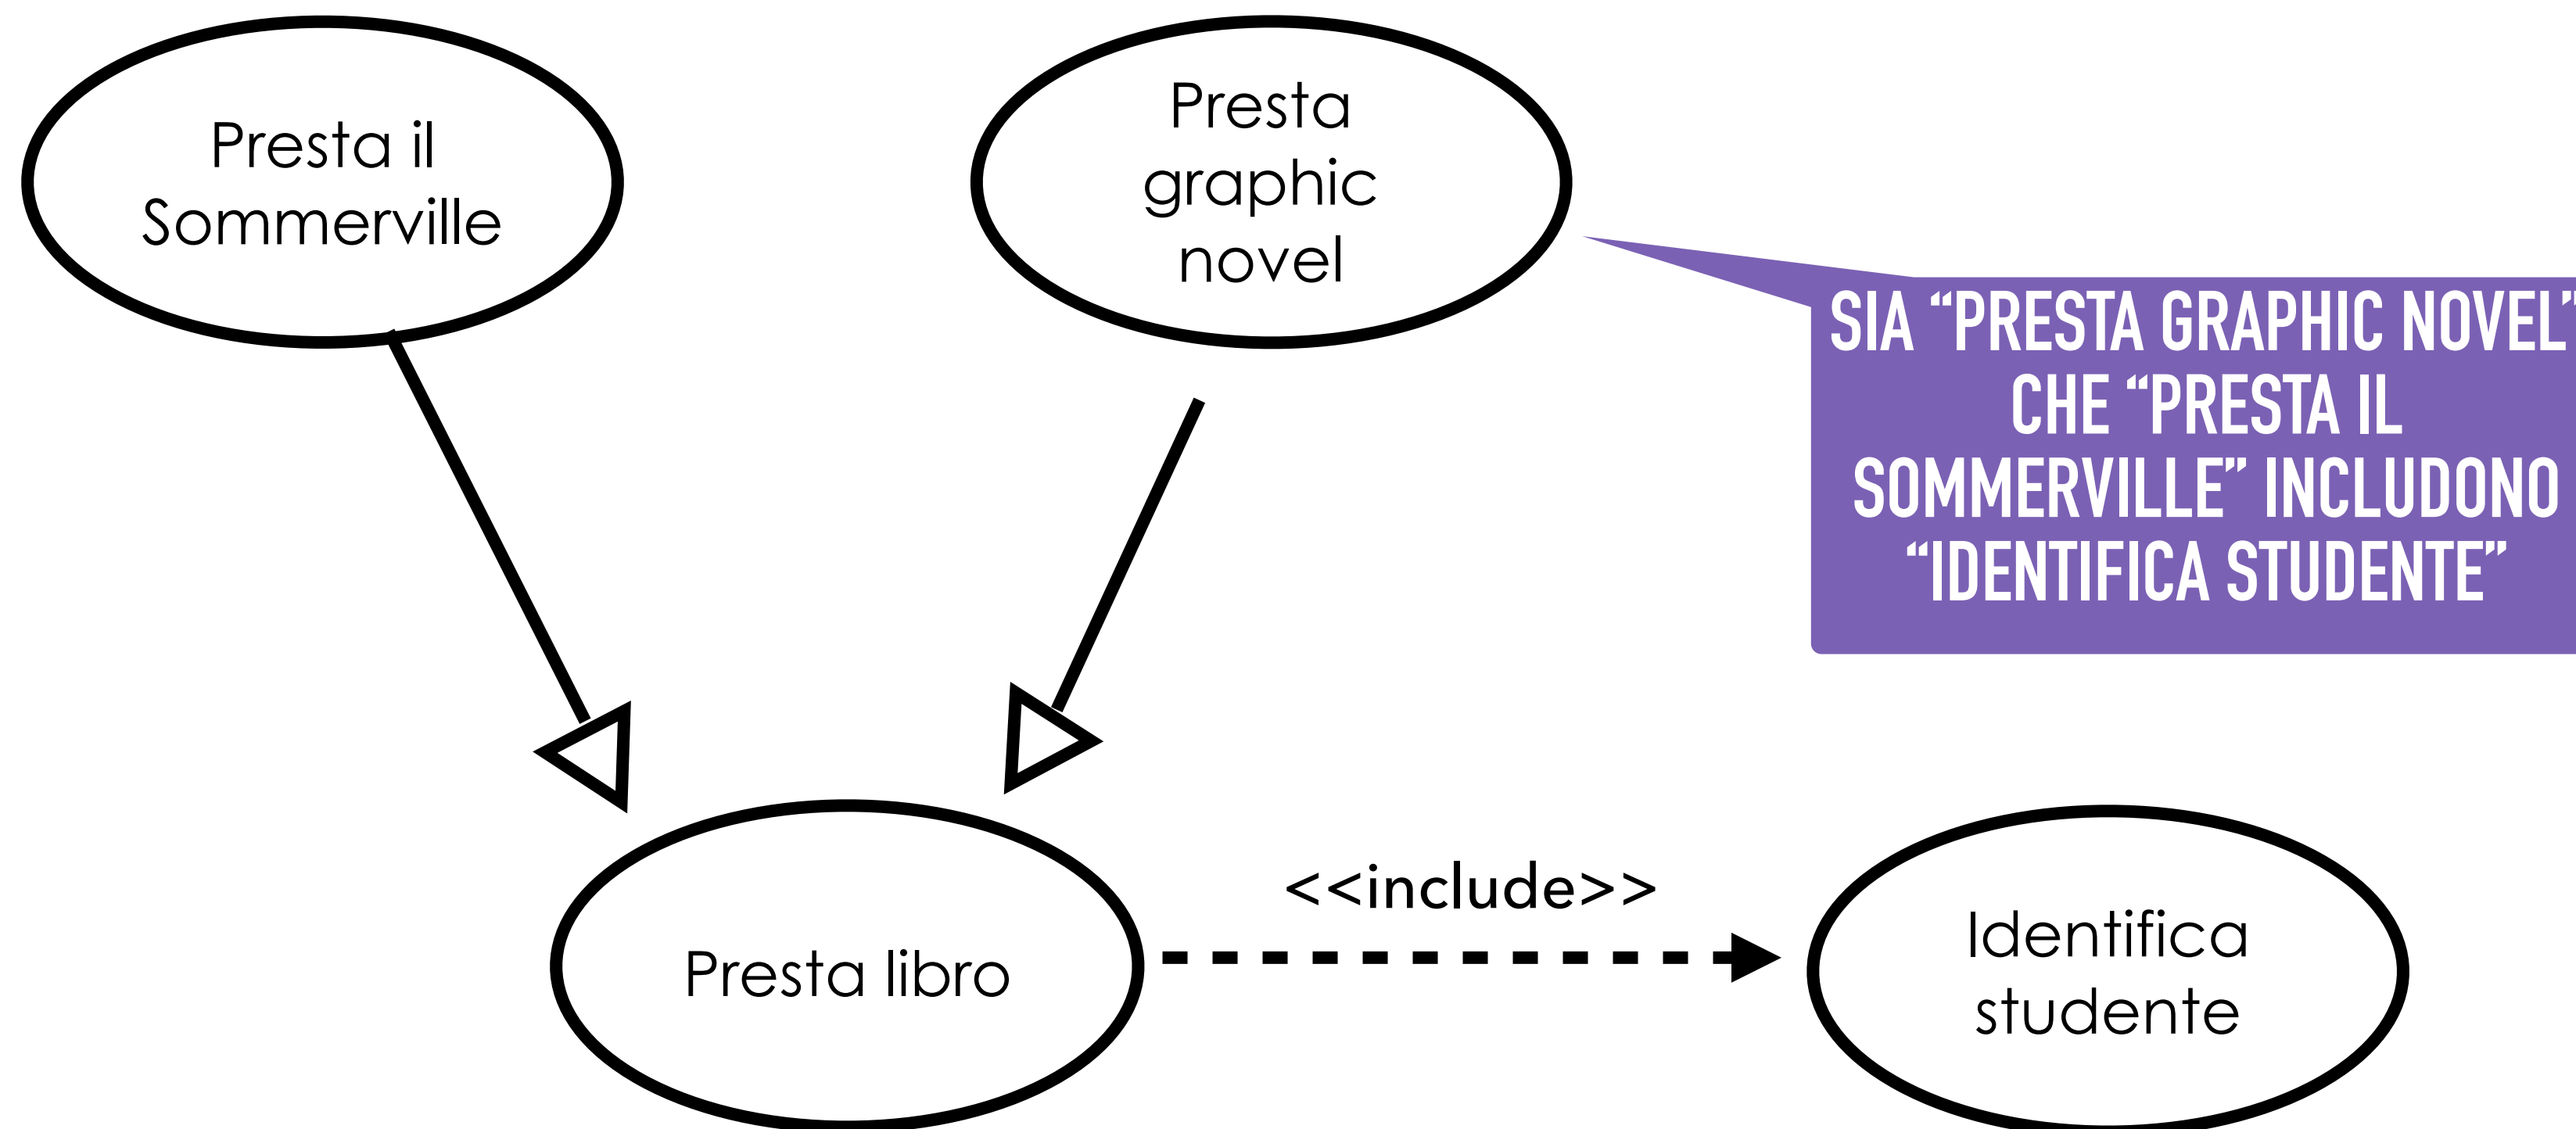 Presta il
Sommerville
Presta
graphic
novel
SIA “PRESTA GRAPHIC NOVEL”
CHE “PRESTA IL
SOMMERVILLE” INCLUDONO
“IDENTIFICA STUDENTE”
Presta libro
<<include>>
Identifica
studente